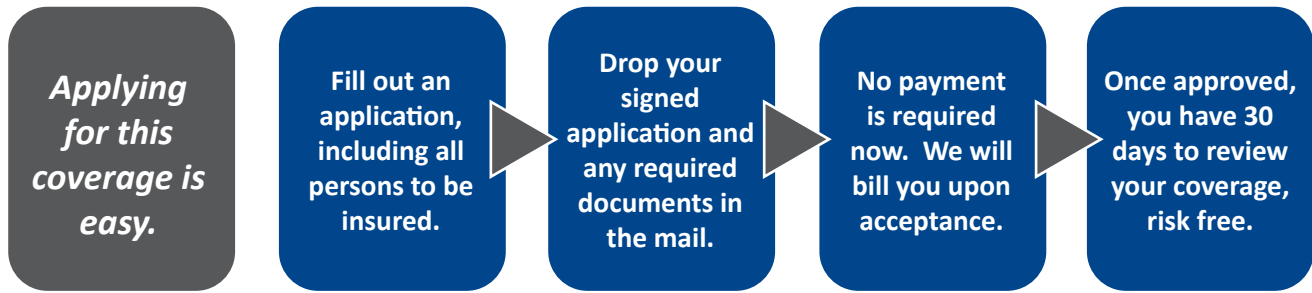 Applying
for this
coverage is
easy.
Fill out an
application,
including all
persons to be
insured.
Drop your
signed
application and
any required
documents in
the mail.
No payment
is required
now.  We will
bill you upon
acceptance.
Once approved,
you have 30
days to review
your coverage,
risk free.